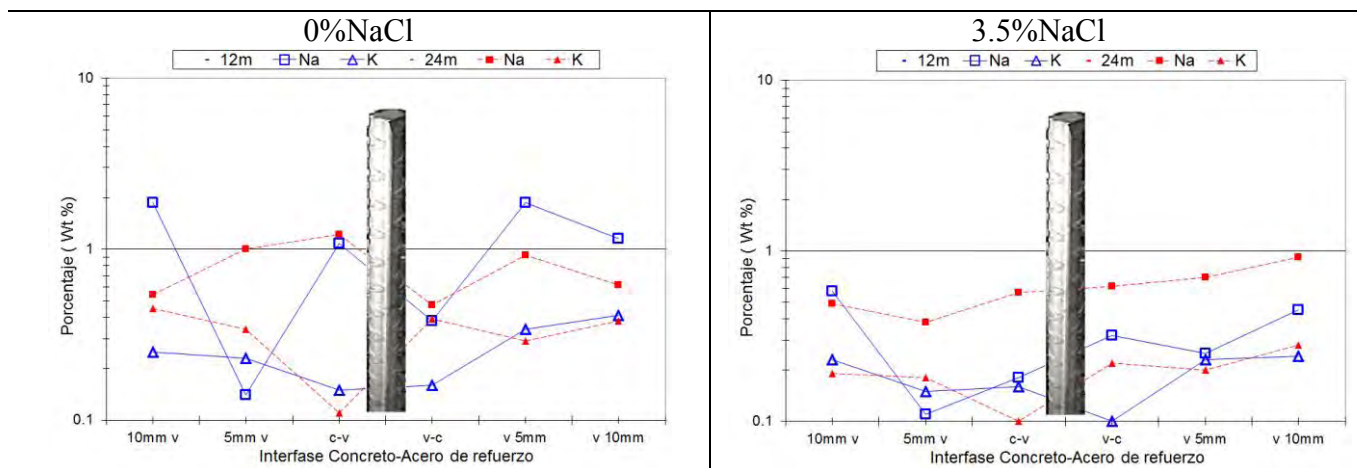 0%NaCl
12m Na K 24m Na K
10
1
0.1
Porcentaje ( Wt %)
10mm v 5mm v c-v v-c v 5mm v 10mm
Interfase Concreto-Acero de refuerzo
3.5%NaCl
12m Na K 24m Na K
10
1
0.1
Porcentaje ( Wt %)
10mm v 5mm v c-v v-c v 5mm v 10mm
Interfase Concreto-Acero de refuerzo